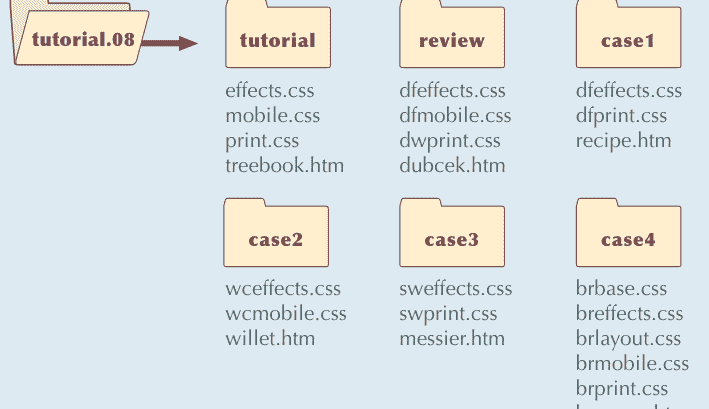 tutorial.08
tutorial
effects.css
mobile.css
print.css
treebook.htm
review
dfeffects.css
dfmobile.css
dwprint.css
dubcek.htm
case1
dfeffects.css
dfprint.css
recipe.htm
case2
wceffects.css
wcmobile.css
willet.htm
case3
sweffects.css
swprint.css
messier.htm
case4
brbase.css
breffects.css
brlayout.css
brmobile.css
brprint.css